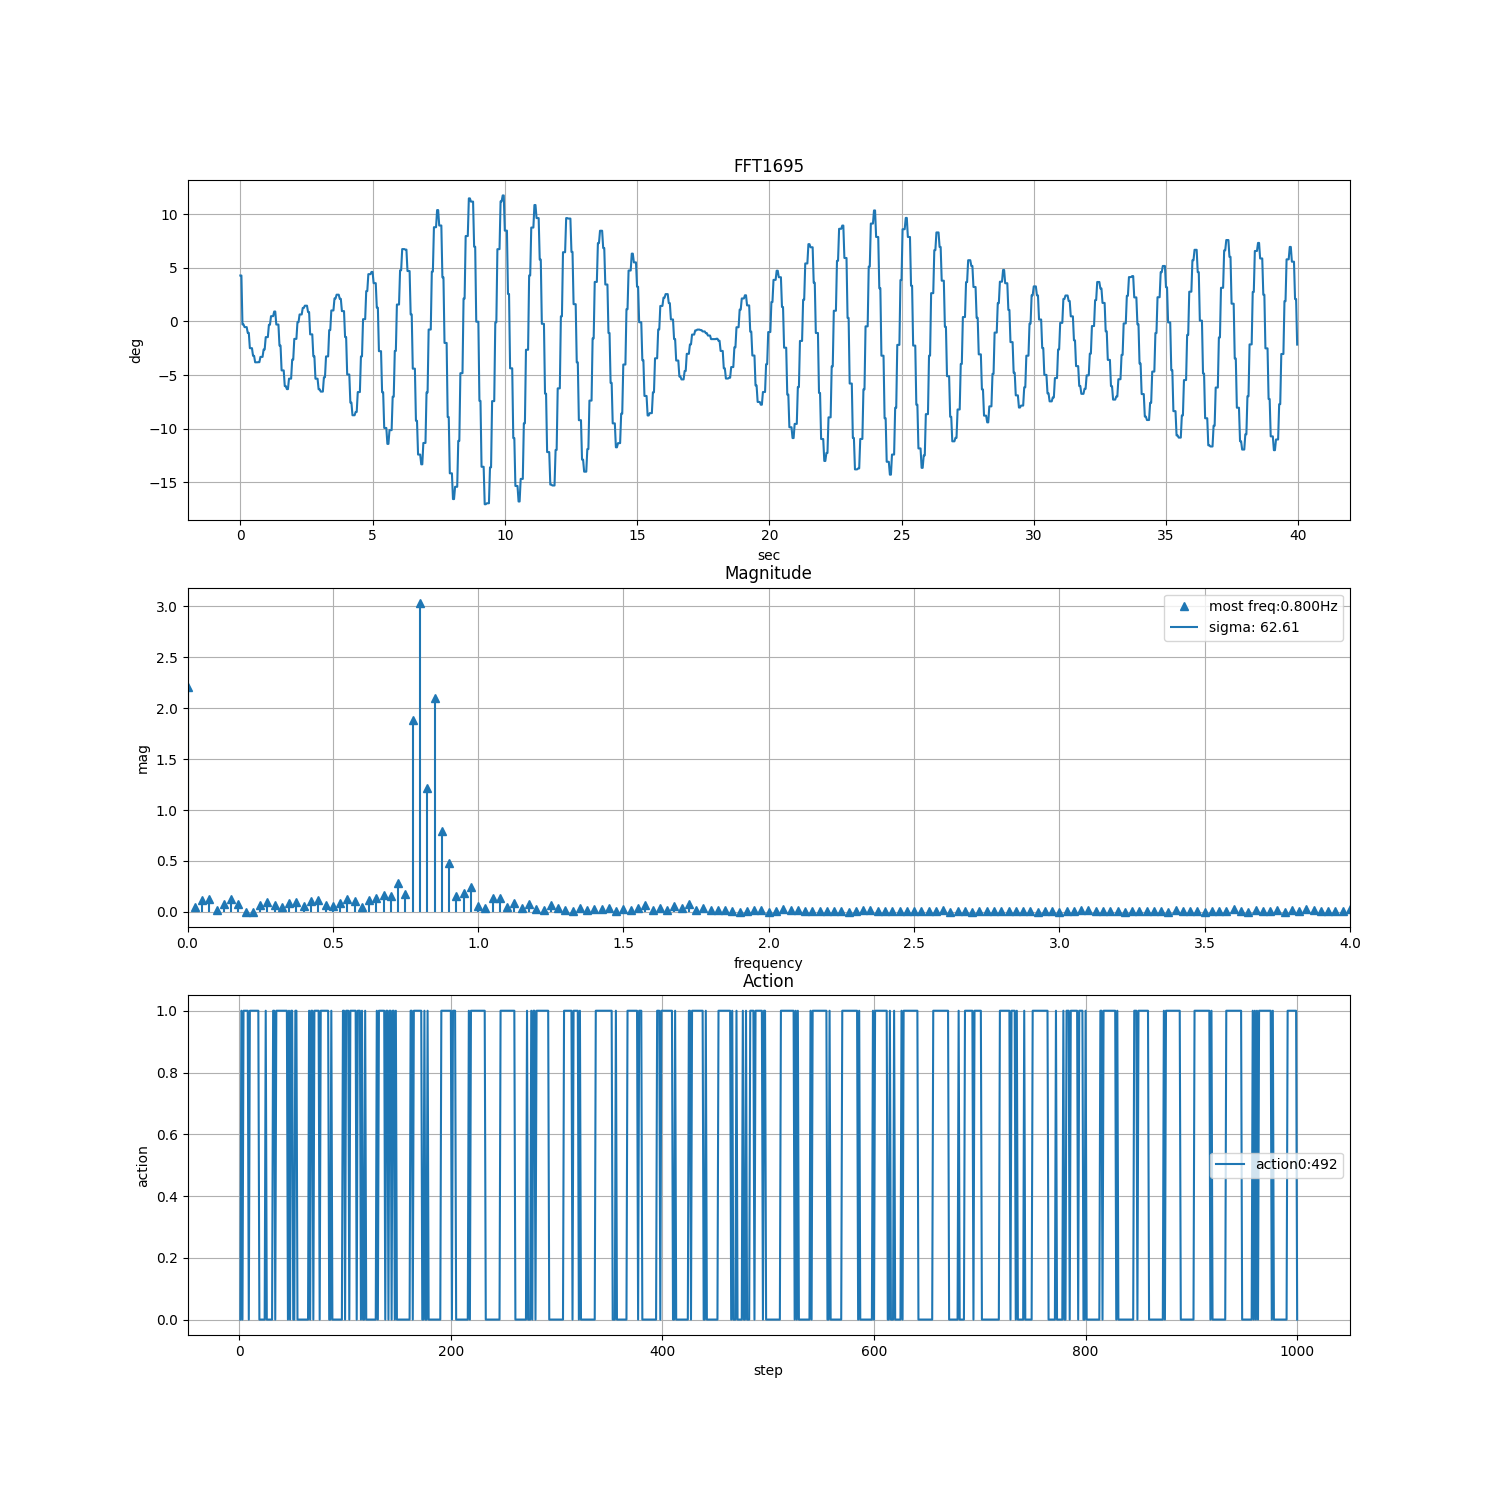 FFT1695
deg
10
5
0
−5
−10
−15
0 5 10 15 20 25 30 35 40
sec
Magnitude
mag
3.0
2.5
2.0
1.5
1.0
0.5
0.0
most freq:0.800Hz
sigma: 62.61
0.0 0.5 1.0 1.5 2.0 2.5 3.0 3.5 4.0
frequency
Action
action
1.0
0.8
0.6
0.4
0.2
0.0
action0:492
0 200 400 600 800 1000
step